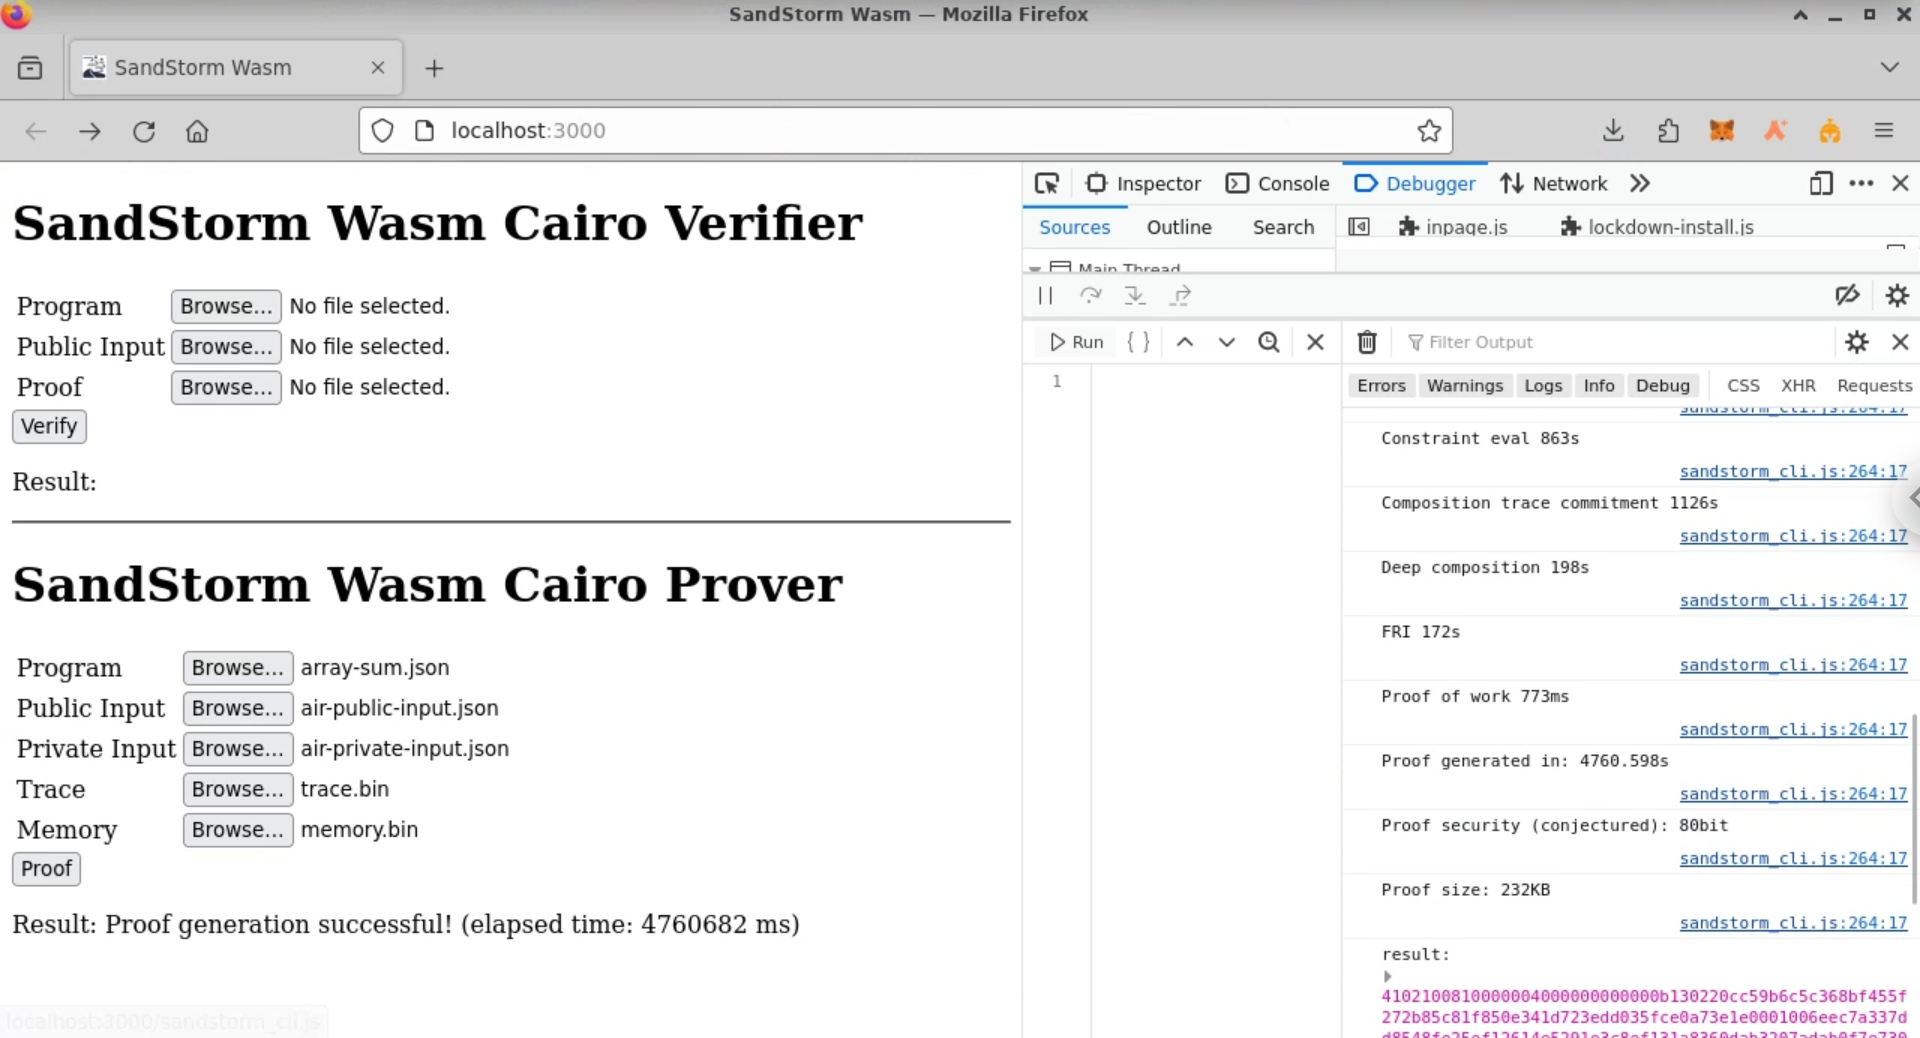 SandStorm Wasm — Mozilla Firefox
SandStorm Wasm
localhost:3000
SandStorm Wasm Cairo Verifier
Program Browse... No file selected.
Public Input Browse... No file selected.
Proof Browse... No file selected.
Verify
Result:
SandStorm Wasm Cairo Prover
Program Browse... array-sum.json
Public Input Browse... air-public-input.json
Private Input Browse... air-private-input.json
Trace Browse... trace.bin
Memory Browse... memory.bin
Proof
Result: Proof generation successful! (elapsed time: 4760682 ms)
localhost:3000/sandstorm_cli.js
Inspector Console Debugger Network
Sources Outline Search inpage.js lockdown-install.js
Main Thread
Run { } Filter Output
1
Errors Warnings Logs Info Debug CSS XHR Requests
sandstorm_cli.js:264:17
Constraint eval 863s
sandstorm_cli.js:264:17
Composition trace commitment 1126s
sandstorm_cli.js:264:17
Deep composition 198s
sandstorm_cli.js:264:17
FRI 172s
sandstorm_cli.js:264:17
Proof of work 773ms
sandstorm_cli.js:264:17
Proof generated in: 4760.598s
sandstorm_cli.js:264:17
Proof security (conjectured): 80bit
sandstorm_cli.js:264:17
Proof size: 232KB
sandstorm_cli.js:264:17
result:
4102100810000004000000000000b130220cc59b6c5c368bf455f
272b85c81f850e341d723edd035fce0a73e1e0001006eec7a337d